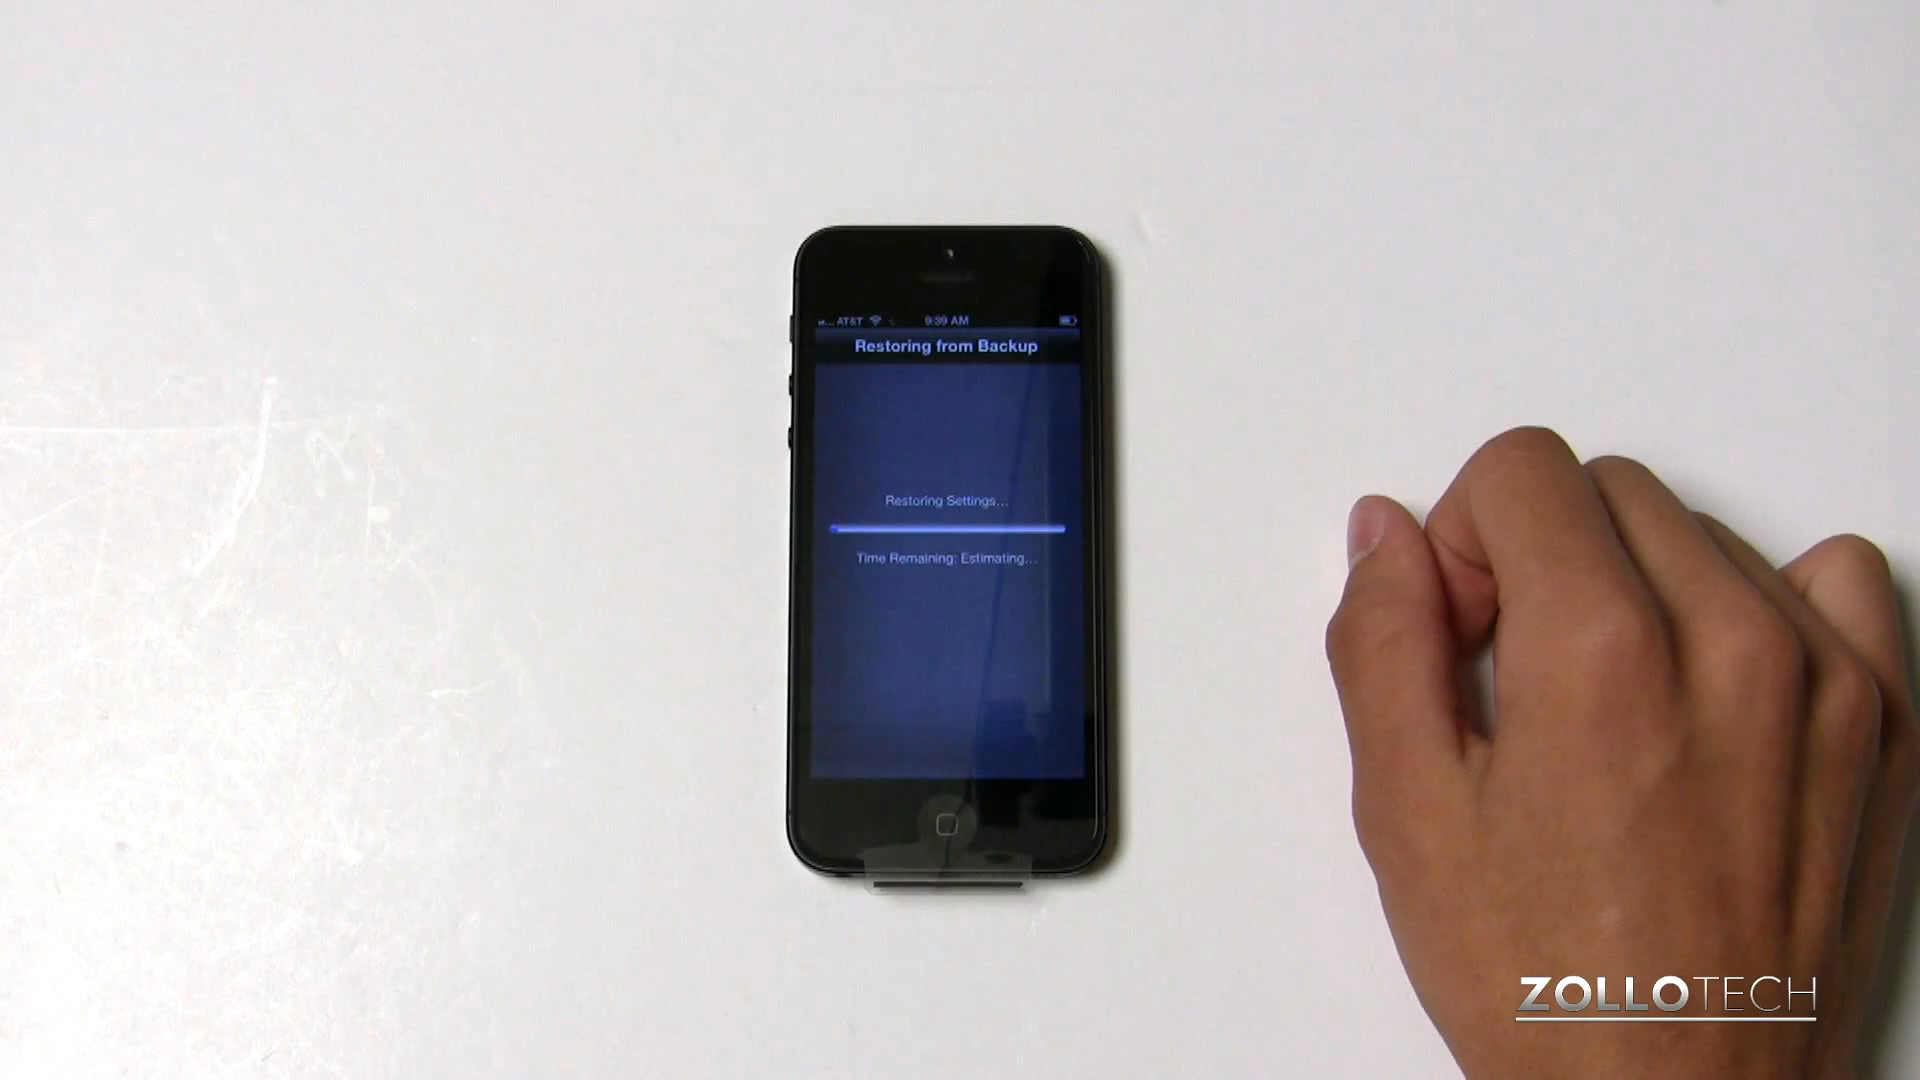 AT&T 9:39 AM
Restoring from Backup
Restoring Settings...
Time Remaining: Estimating...
ZOLLOTECH